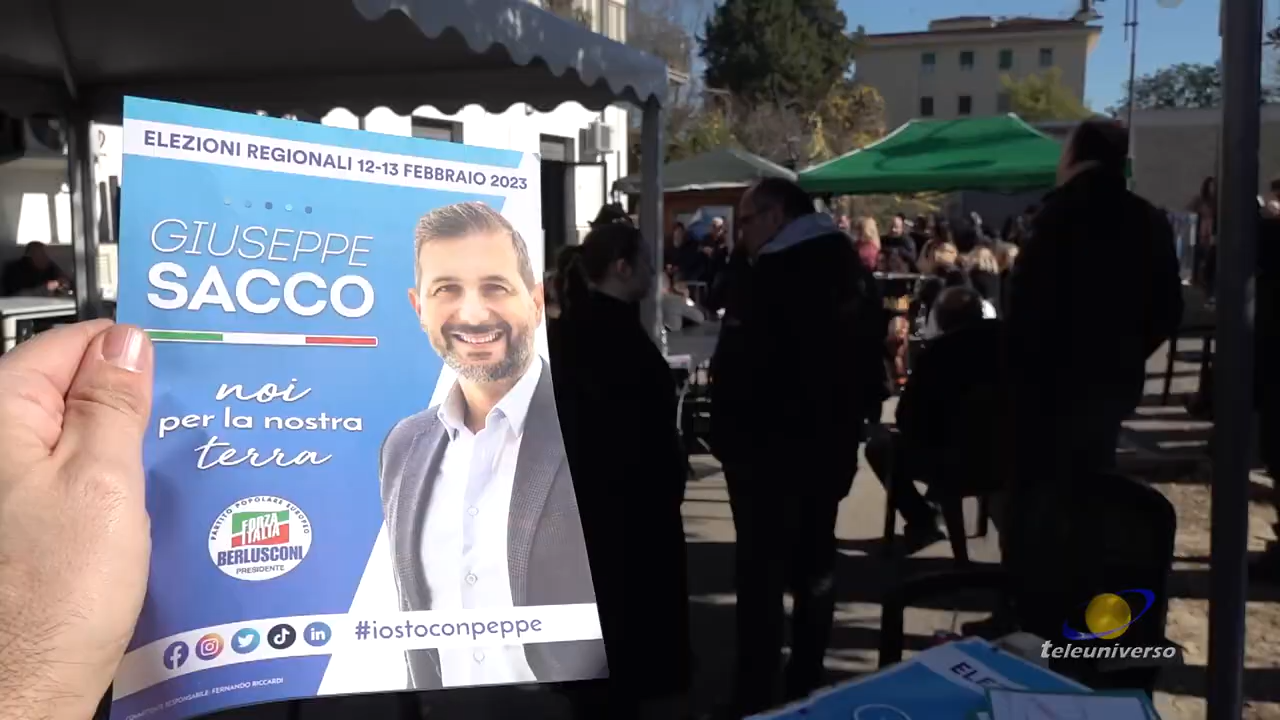 ELEZIONI REGIONALI 12-13 FEBBRAIO 2023
GIUSEPPE
SACCO
noi
per la nostra
terra
PARTITO POPOLARE EUROPEO
FORZA
ITALIA
BERLUSCONI
PRESIDENTE
#iostoconpeppe
COMMITTENTE RESPONSABILE: FERNANDO RICCARDI
ELE
teleuniverso